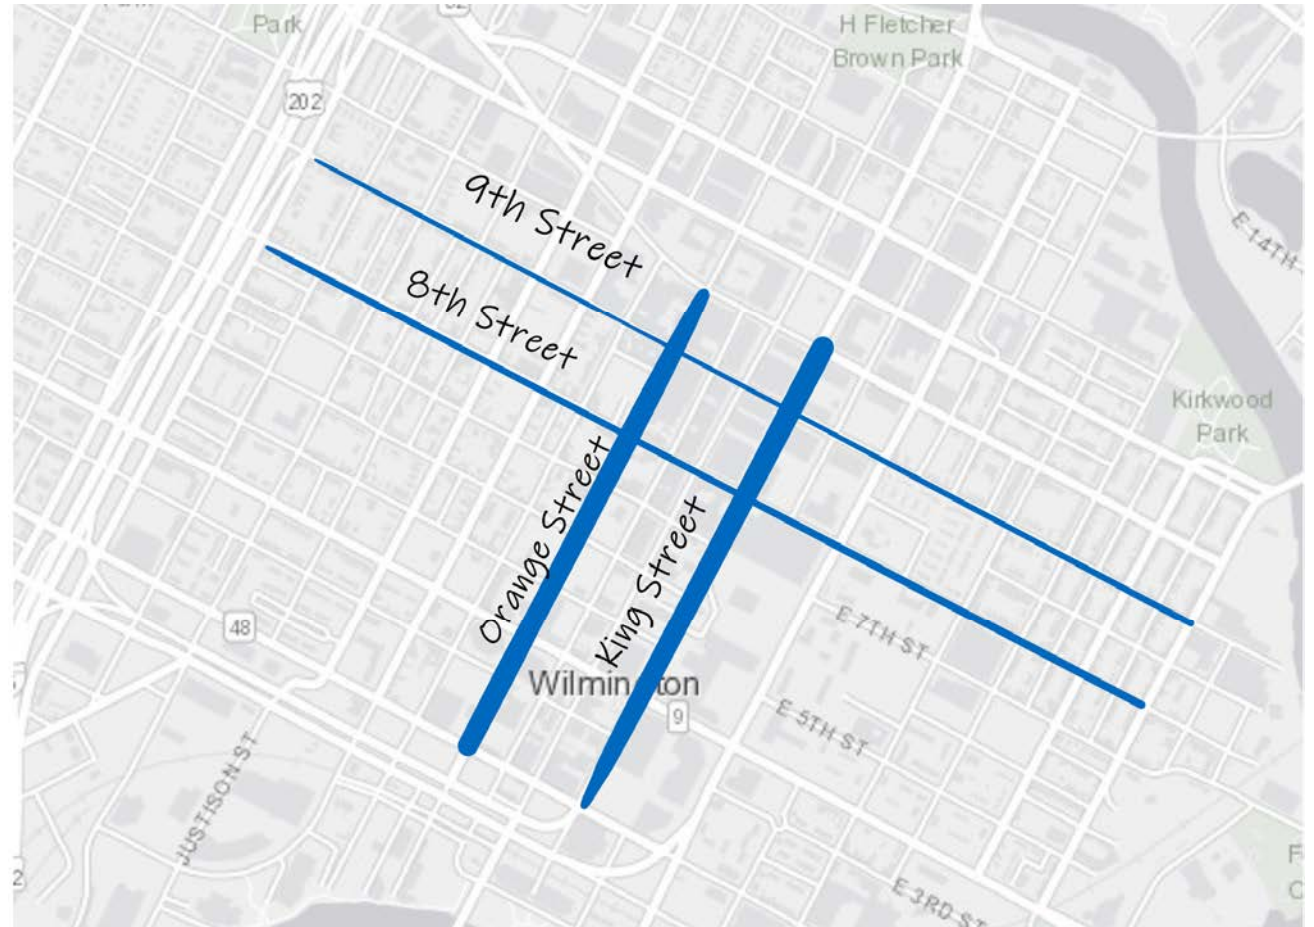 Park
H Fletcher
Brown Park
202
9th Street
E 14TH
8th Street
Kirkwood
Park
Orange Street
King Street
E 7TH ST
48
Wilmington
9
E 5TH ST
JUSTISON ST
E 3RD ST